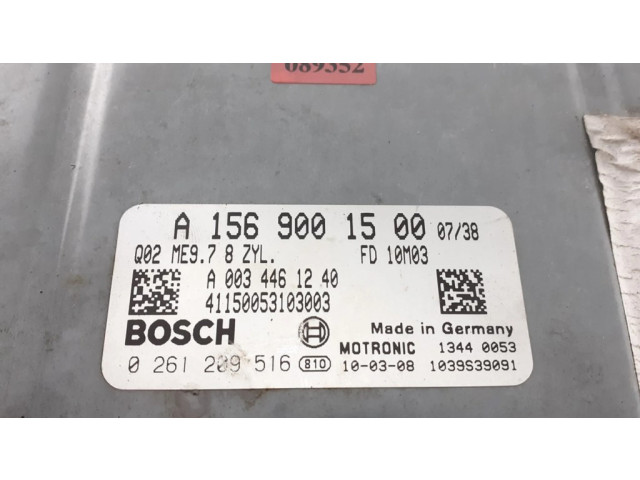 089352
A 156 900 15 00 07/38
Q02 ME9.7 8 ZYL. FD 10M03
A 003 446 12 40
41150053103003
BOSCH Made in Germany
MOTRONIC 1344 0053
0 261 209 516 810 10-03-08 1039S39091